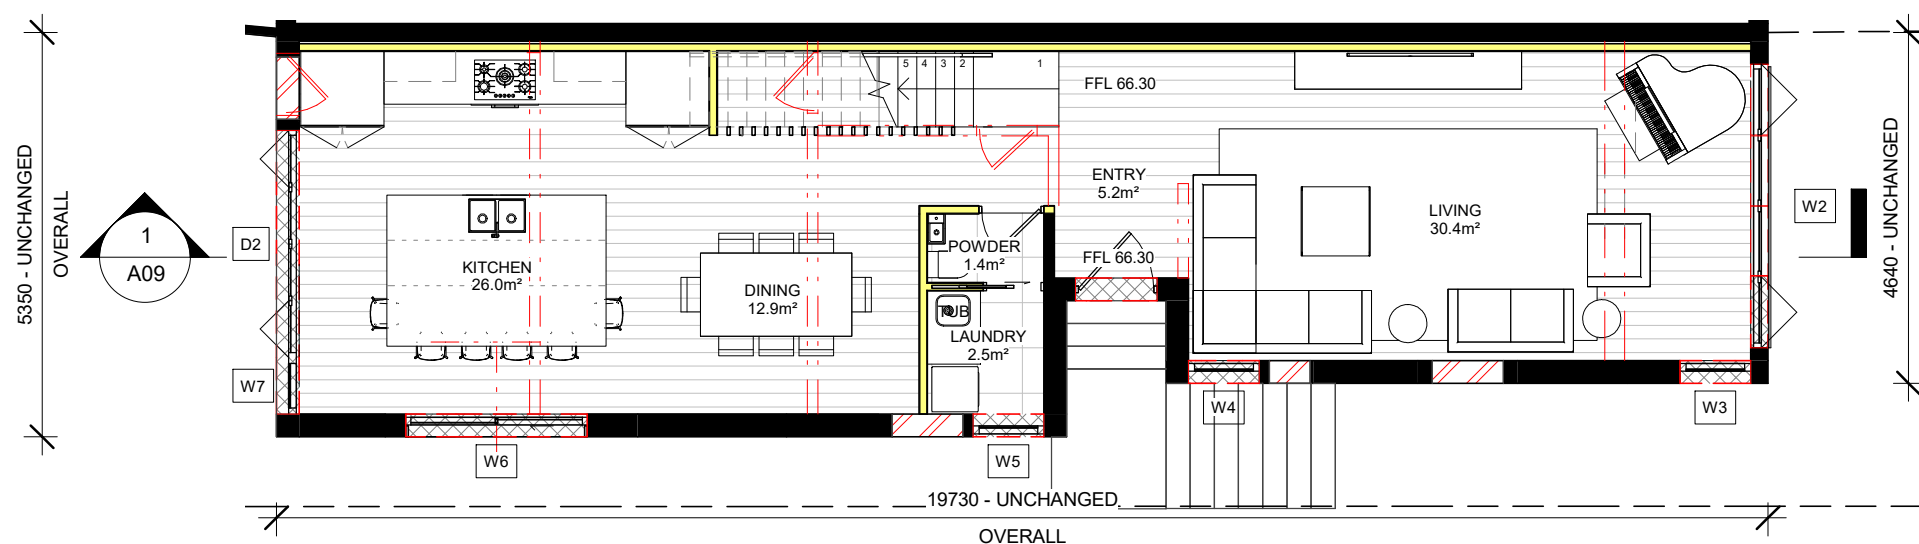 5 4 3 2 1
FFL 66.30
5350 - UNCHANGED
OVERALL
1
A09
D2
W7
KITCHEN
26.0m²
DINING
12.9m²
POWDER
1.4m²
TUB
LAUNDRY
2.5m²
ENTRY
5.2m²
FFL 66.30
LIVING
30.4m²
W2
4640 - UNCHANGED
W6
W5
W4
W3
19730 - UNCHANGED
OVERALL